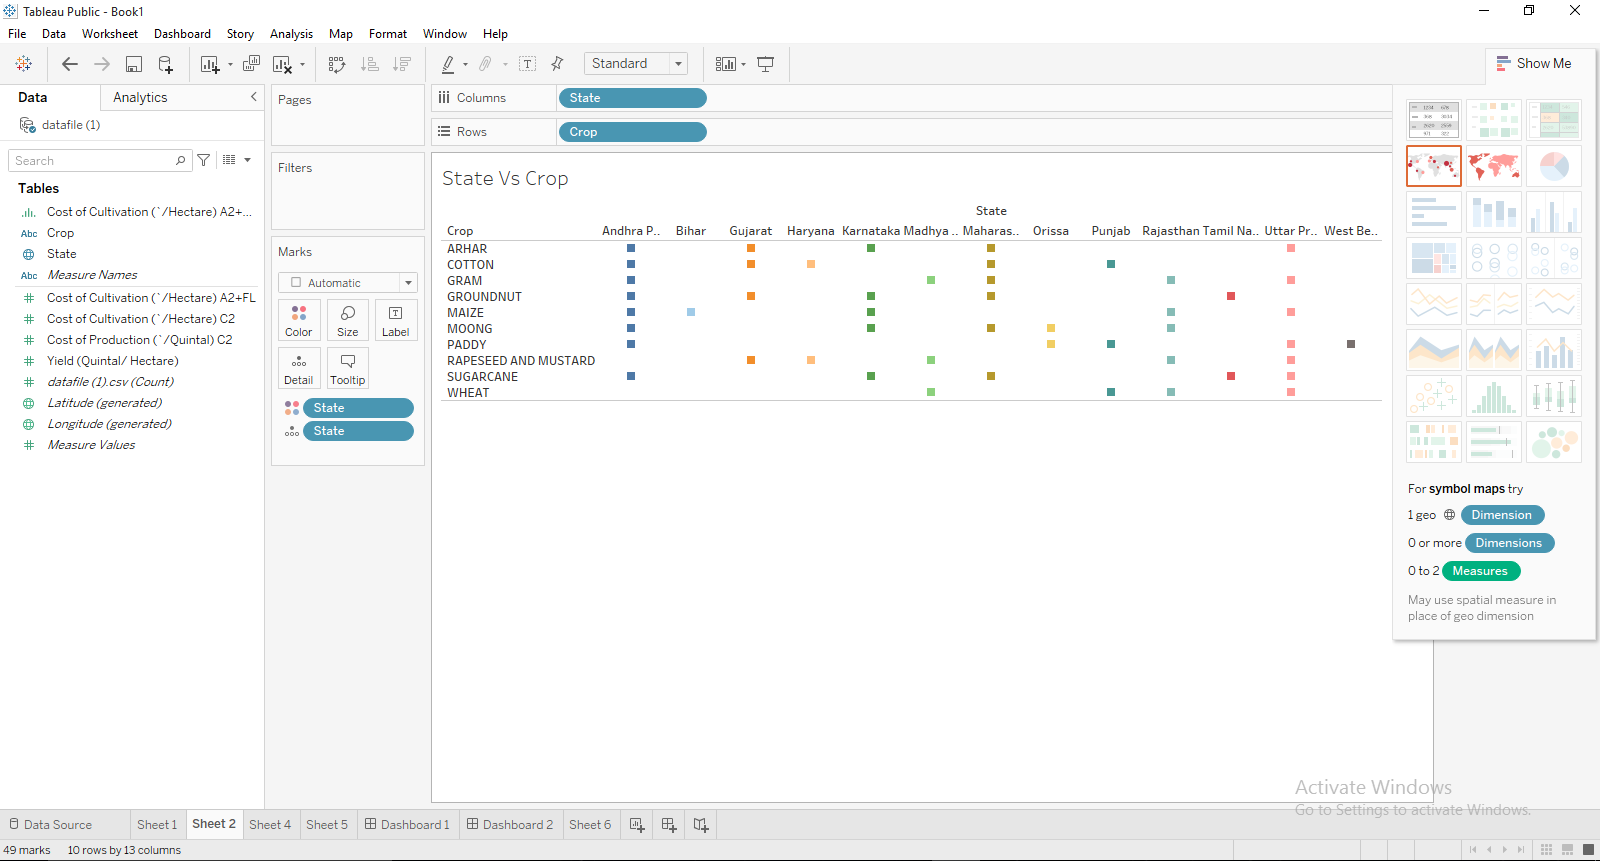 Tableau Public - Book1
File Data Worksheet Dashboard Story Analysis Map Format Window Help
Standard
Show Me
Data Analytics
datafile (1)
Search
Tables
Cost of Cultivation (`/Hectare) A2+...
Abc Crop
State
Abc Measure Names
Cost of Cultivation (`/Hectare) A2+FL
Cost of Cultivation (`/Hectare) C2
Cost of Production (`/Quintal) C2
Yield (Quintal/ Hectare)
datafile (1).csv (Count)
Latitude (generated)
Longitude (generated)
Measure Values
Pages
Filters
Marks
Automatic
Color Size Label
Detail Tooltip
State
State
Columns State
Rows Crop
State Vs Crop
State
Crop Andhra P.. Bihar Gujarat Haryana Karnataka Madhya .. Maharas.. Orissa Punjab Rajasthan Tamil Na.. Uttar Pr.. West Be..
ARHAR
COTTON
GRAM
GROUNDNUT
MAIZE
MOONG
PADDY
RAPESEED AND MUSTARD
SUGARCANE
WHEAT
For symbol maps try
1 geo Dimension
0 or more Dimensions
0 to 2 Measures
May use spatial measure in
place of geo dimension
Activate Windows
Go to Settings to activate Windows.
Data Source Sheet 1 Sheet 2 Sheet 4 Sheet 5 Dashboard 1 Dashboard 2 Sheet 6
49 marks 10 rows by 13 columns